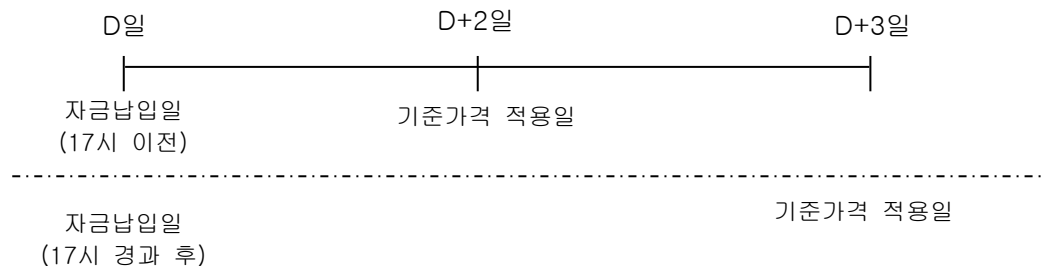 D일
D+2일
D+3일
자금납입일
(17시 이전)
기준가격 적용일
자금납입일
(17시 경과 후)
기준가격 적용일